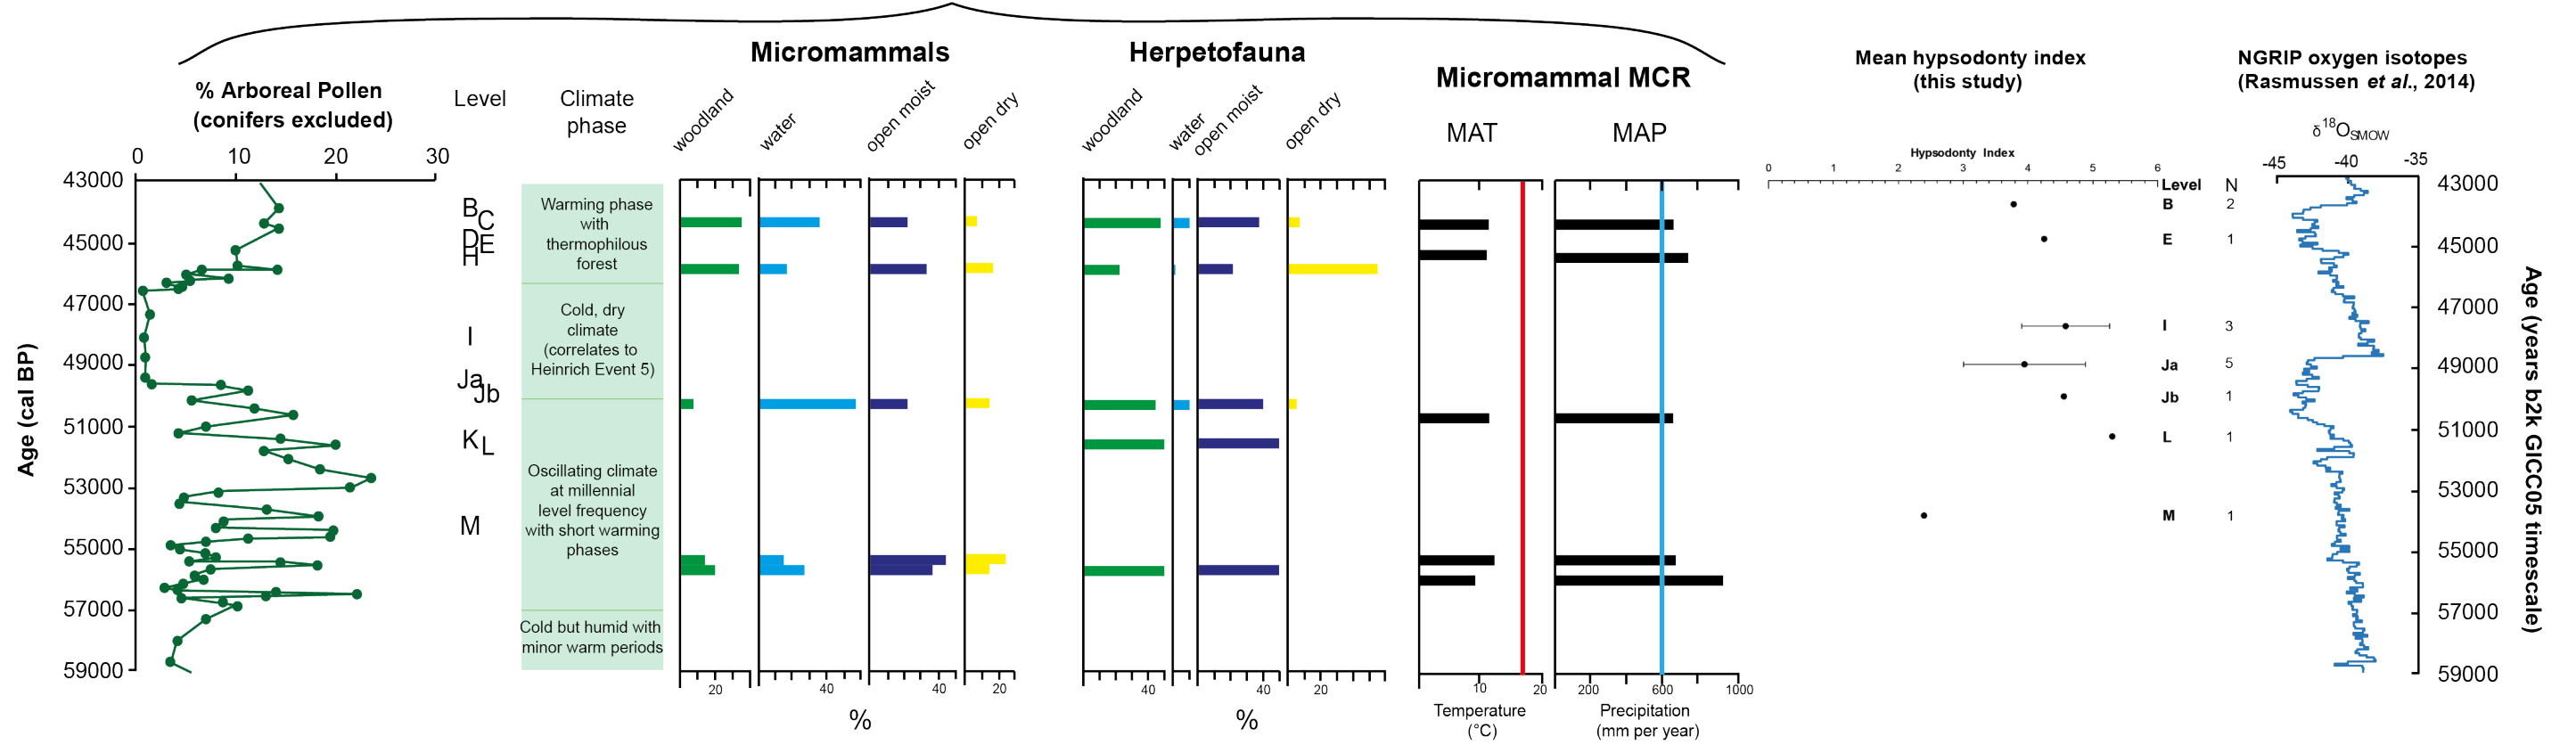 Micromammals
Herpetofauna
Micromammal MCR
Mean hypsodonty index
(this study)
NGRIP oxygen isotopes
(Rasmussen et al., 2014)
% Arboreal Pollen
(conifers excluded)
Level
Climate
phase
woodland
water
open moist
open dry
woodland
water
open moist
open dry
MAT
MAP
Hypsodonty Index
δ18OSMOW
0 10 20 30
0 1 2 3 4 5 6
-45 -40 -35
Age (cal BP)
43000
45000
47000
49000
51000
53000
55000
57000
59000
B
C
D
E
H
I
Ja
Jb
K
L
M
Warming phase
with
thermophilous
forest
Cold, dry
climate
(correlates to
Heinrich Event 5)
Oscillating climate
at millennial
level frequency
with short warming
phases
Cold but humid with
minor warm periods
20
40
40
20
%
40
40
20
%
10 20
Temperature
(°C)
200 600 1000
Precipitation
(mm per year)
Level N
B 2
E 1
I 3
Ja 5
Jb 1
L 1
M 1
43000
45000
47000
49000
51000
53000
55000
57000
59000
Age (years b2k GICC05 timescale)